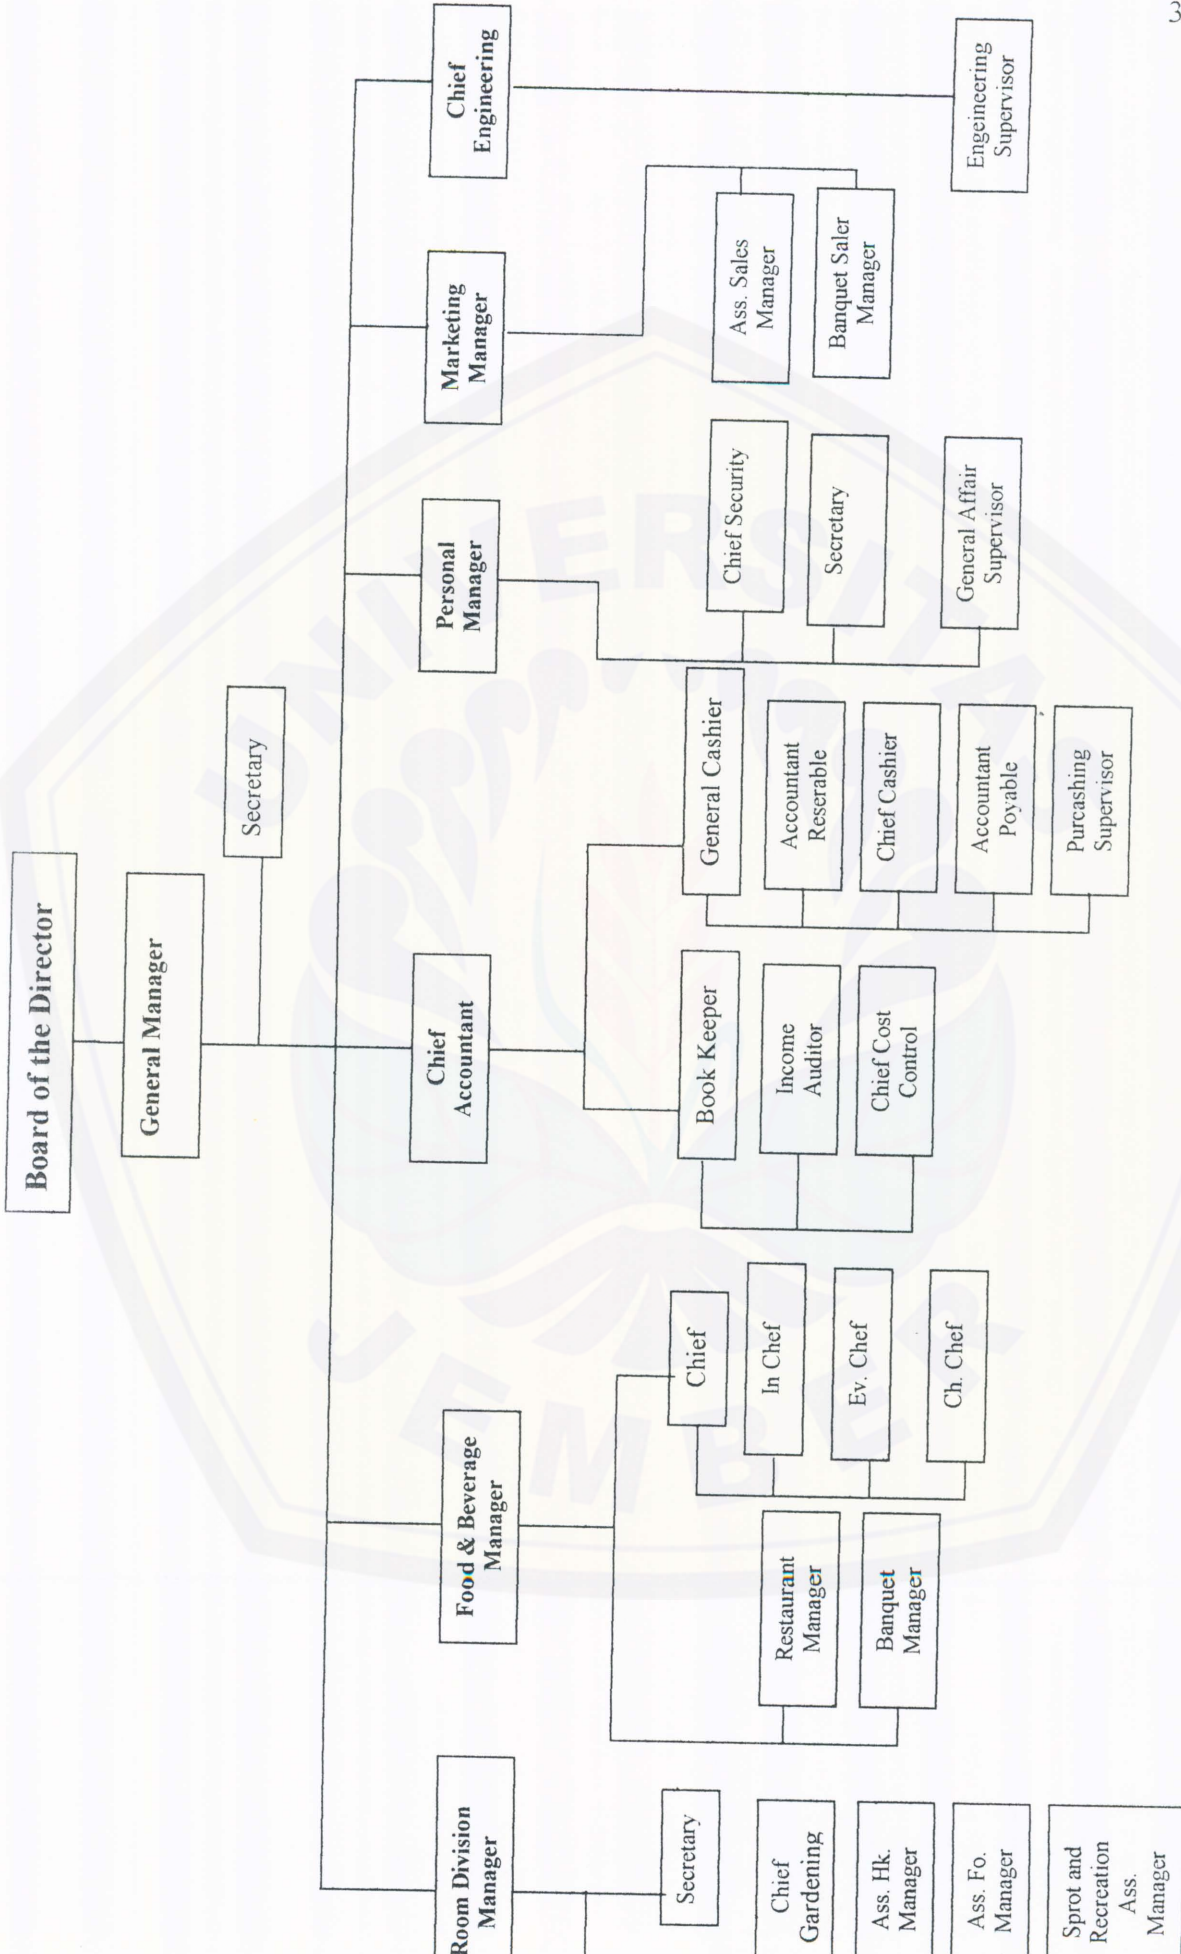 3
Board of the Director
General Manager
Secretary
Room Division
Manager
Food & Beverage
Manager
Chief
Accountant
Personal
Manager
Marketing
Manager
Chief
Engineering
Secretary
Chief
Gardening
Ass. Hk.
Manager
Ass. Fo.
Manager
Sprot and
Recreation
Ass.
Manager
Restaurant
Manager
Banquet
Manager
Chief
In Chef
Ev. Chef
Ch. Chef
Book Keeper
Income
Auditor
Chief Cost
Control
General Cashier
Accountant
Reserable
Chief Cashier
Accountant
Poyable
Purcashing
Supervisor
Chief Security
Secretary
General Affair
Supervisor
Ass. Sales
Manager
Banquet Saler
Manager
Engeineering
Supervisor
UNIVERSITAS
JEMBER